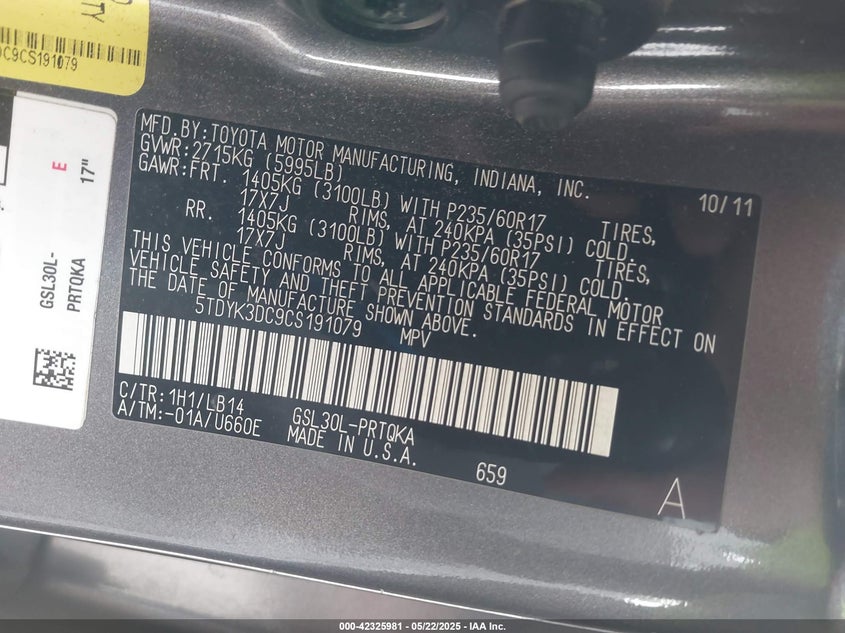 TY
DC9CS191079
E
17"
GSL30L-
PRTQKA
MFD.BY:TOYOTA MOTOR MANUFACTURING, INDIANA, INC.
GVWR:2715KG (5995LB)
10/11
GAWR:FRT. 1405KG (3100LB) WITH P235/60R17 TIRES,
17X7J RIMS, AT 240KPA (35PSI) COLD.
RR. 1405KG (3100LB) WITH P235/60R17 TIRES,
17X7J RIMS, AT 240KPA (35PSI) COLD.
THIS VEHICLE CONFORMS TO ALL APPLICABLE FEDERAL MOTOR
VEHICLE SAFETY AND THEFT PREVENTION STANDARDS IN EFFECT ON
THE DATE OF MANUFACTURE SHOWN ABOVE.
5TDYK3DC9CS191079 MPV
C/TR:1H1/LB14 GSL30L-PRTQKA
A/TM:-01A/U660E MADE IN U.S.A.
659
A
000-42325981 - 05/22/2025 - IAA Inc.